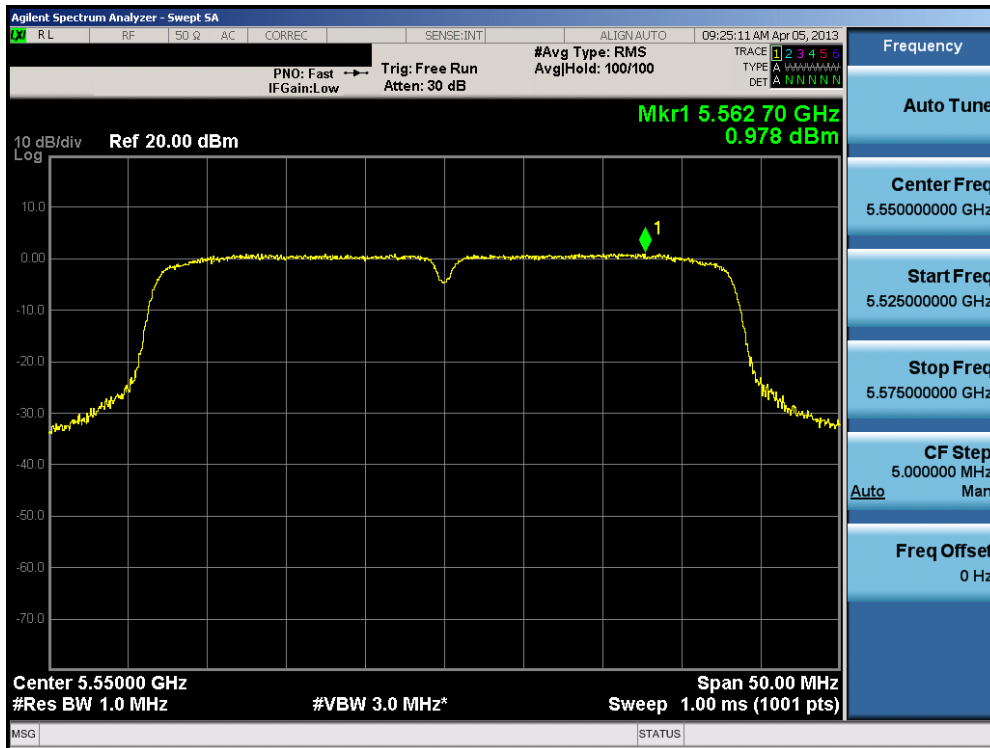 Agilent Spectrum Analyzer - Swept SA
LXI RL RF 50 Ω AC CORREC SENSE:INT ALIGN AUTO 09:25:11 AM Apr 05, 2013
PNO: Fast
IFGain:Low
Trig: Free Run
Atten: 30 dB
#Avg Type: RMS
Avg|Hold: 100/100
TRACE 1 2 3 4 5 6
TYPE A WWWWW
DET A N N N N N
Mkr1 5.562 70 GHz
0.978 dBm
10 dB/div Ref 20.00 dBm
Log
10.0
0.00
-10.0
-20.0
-30.0
-40.0
-50.0
-60.0
-70.0
1
Center 5.55000 GHz Span 50.00 MHz
#Res BW 1.0 MHz #VBW 3.0 MHz* Sweep 1.00 ms (1001 pts)
MSG STATUS
Frequency
Auto Tune
Center Freq
5.550000000 GHz
Start Freq
5.525000000 GHz
Stop Freq
5.575000000 GHz
CF Step
5.000000 MHz
Auto Man
Freq Offset
0 Hz